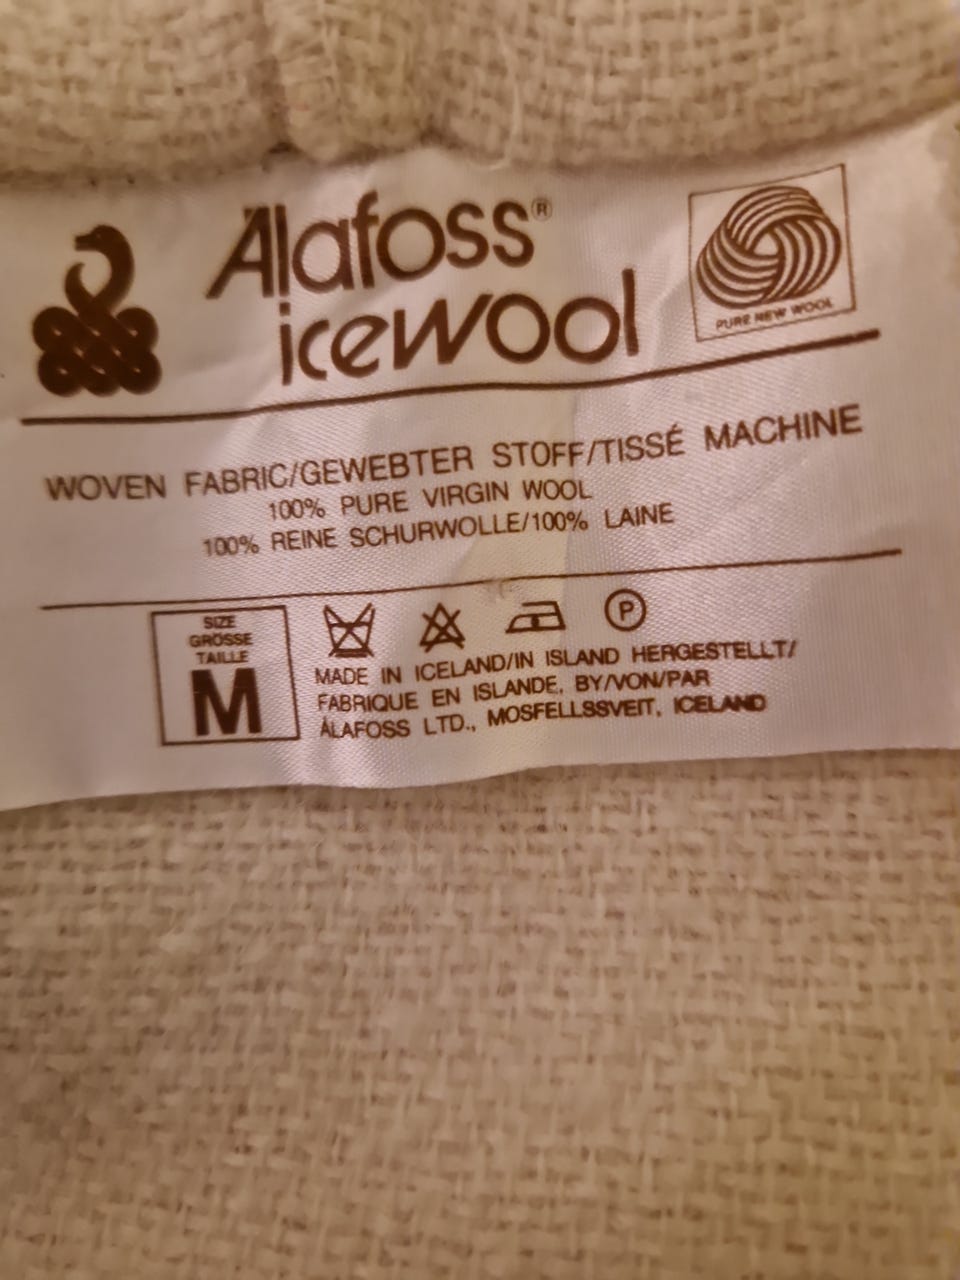 Álafoss®
icewool
PURE NEW WOOL
WOVEN FABRIC/GEWEBTER STOFF/TISSÉ MACHINE
100% PURE VIRGIN WOOL
100% REINE SCHURWOLLE/100% LAINE
SIZE
GRÖSSE
TAILLE
M
P
MADE IN ICELAND/IN ISLAND HERGESTELLT/
FABRIQUE EN ISLANDE, BY/VON/PAR
ÁLAFOSS LTD., MOSFELLSSVEIT, ICELAND